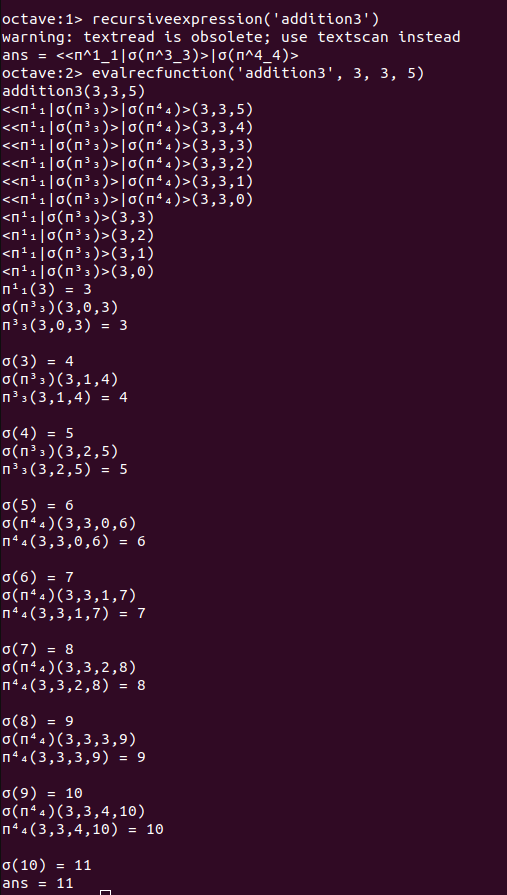 octave:1> recursiveexpression('addition3')
warning: textread is obsolete; use textscan instead
ans = <<π^1_1|σ(π^3_3)>|σ(π^4_4)>
octave:2> evalrecfunction('addition3', 3, 3, 5)
addition3(3,3,5)
<<π¹₁|σ(π³₃)>|σ(π⁴₄)>(3,3,5)
<<π¹₁|σ(π³₃)>|σ(π⁴₄)>(3,3,4)
<<π¹₁|σ(π³₃)>|σ(π⁴₄)>(3,3,3)
<<π¹₁|σ(π³₃)>|σ(π⁴₄)>(3,3,2)
<<π¹₁|σ(π³₃)>|σ(π⁴₄)>(3,3,1)
<<π¹₁|σ(π³₃)>|σ(π⁴₄)>(3,3,0)
<π¹₁|σ(π³₃)>(3,3)
<π¹₁|σ(π³₃)>(3,2)
<π¹₁|σ(π³₃)>(3,1)
<π¹₁|σ(π³₃)>(3,0)
π¹₁(3) = 3
σ(π³₃)(3,0,3)
π³₃(3,0,3) = 3
σ(3) = 4
σ(π³₃)(3,1,4)
π³₃(3,1,4) = 4
σ(4) = 5
σ(π³₃)(3,2,5)
π³₃(3,2,5) = 5
σ(5) = 6
σ(π⁴₄)(3,3,0,6)
π⁴₄(3,3,0,6) = 6
σ(6) = 7
σ(π⁴₄)(3,3,1,7)
π⁴₄(3,3,1,7) = 7
σ(7) = 8
σ(π⁴₄)(3,3,2,8)
π⁴₄(3,3,2,8) = 8
σ(8) = 9
σ(π⁴₄)(3,3,3,9)
π⁴₄(3,3,3,9) = 9
σ(9) = 10
σ(π⁴₄)(3,3,4,10)
π⁴₄(3,3,4,10) = 10
σ(10) = 11
ans = 11